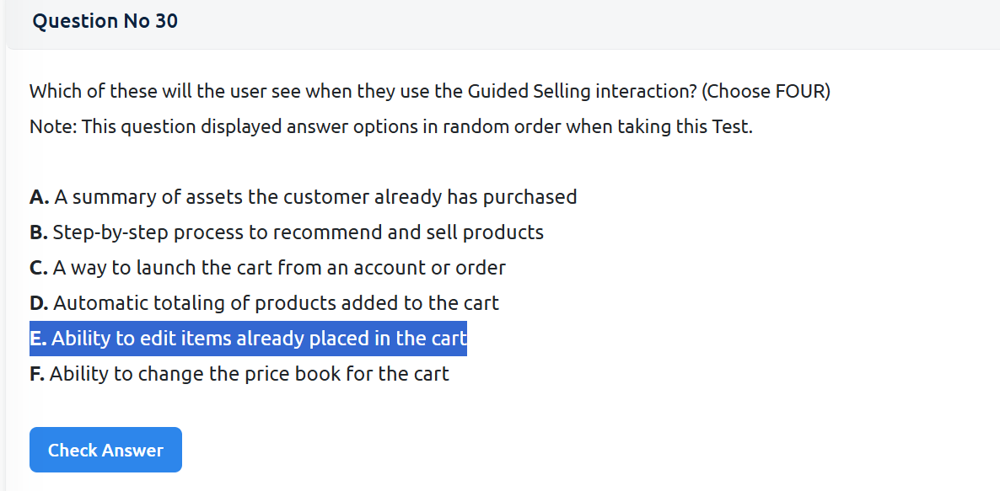 Question No 30
Which of these will the user see when they use the Guided Selling interaction? (Choose FOUR)
Note: This question displayed answer options in random order when taking this Test.
A. A summary of assets the customer already has purchased
B. Step-by-step process to recommend and sell products
C. A way to launch the cart from an account or order
D. Automatic totaling of products added to the cart
E. Ability to edit items already placed in the cart
F. Ability to change the price book for the cart
Check Answer